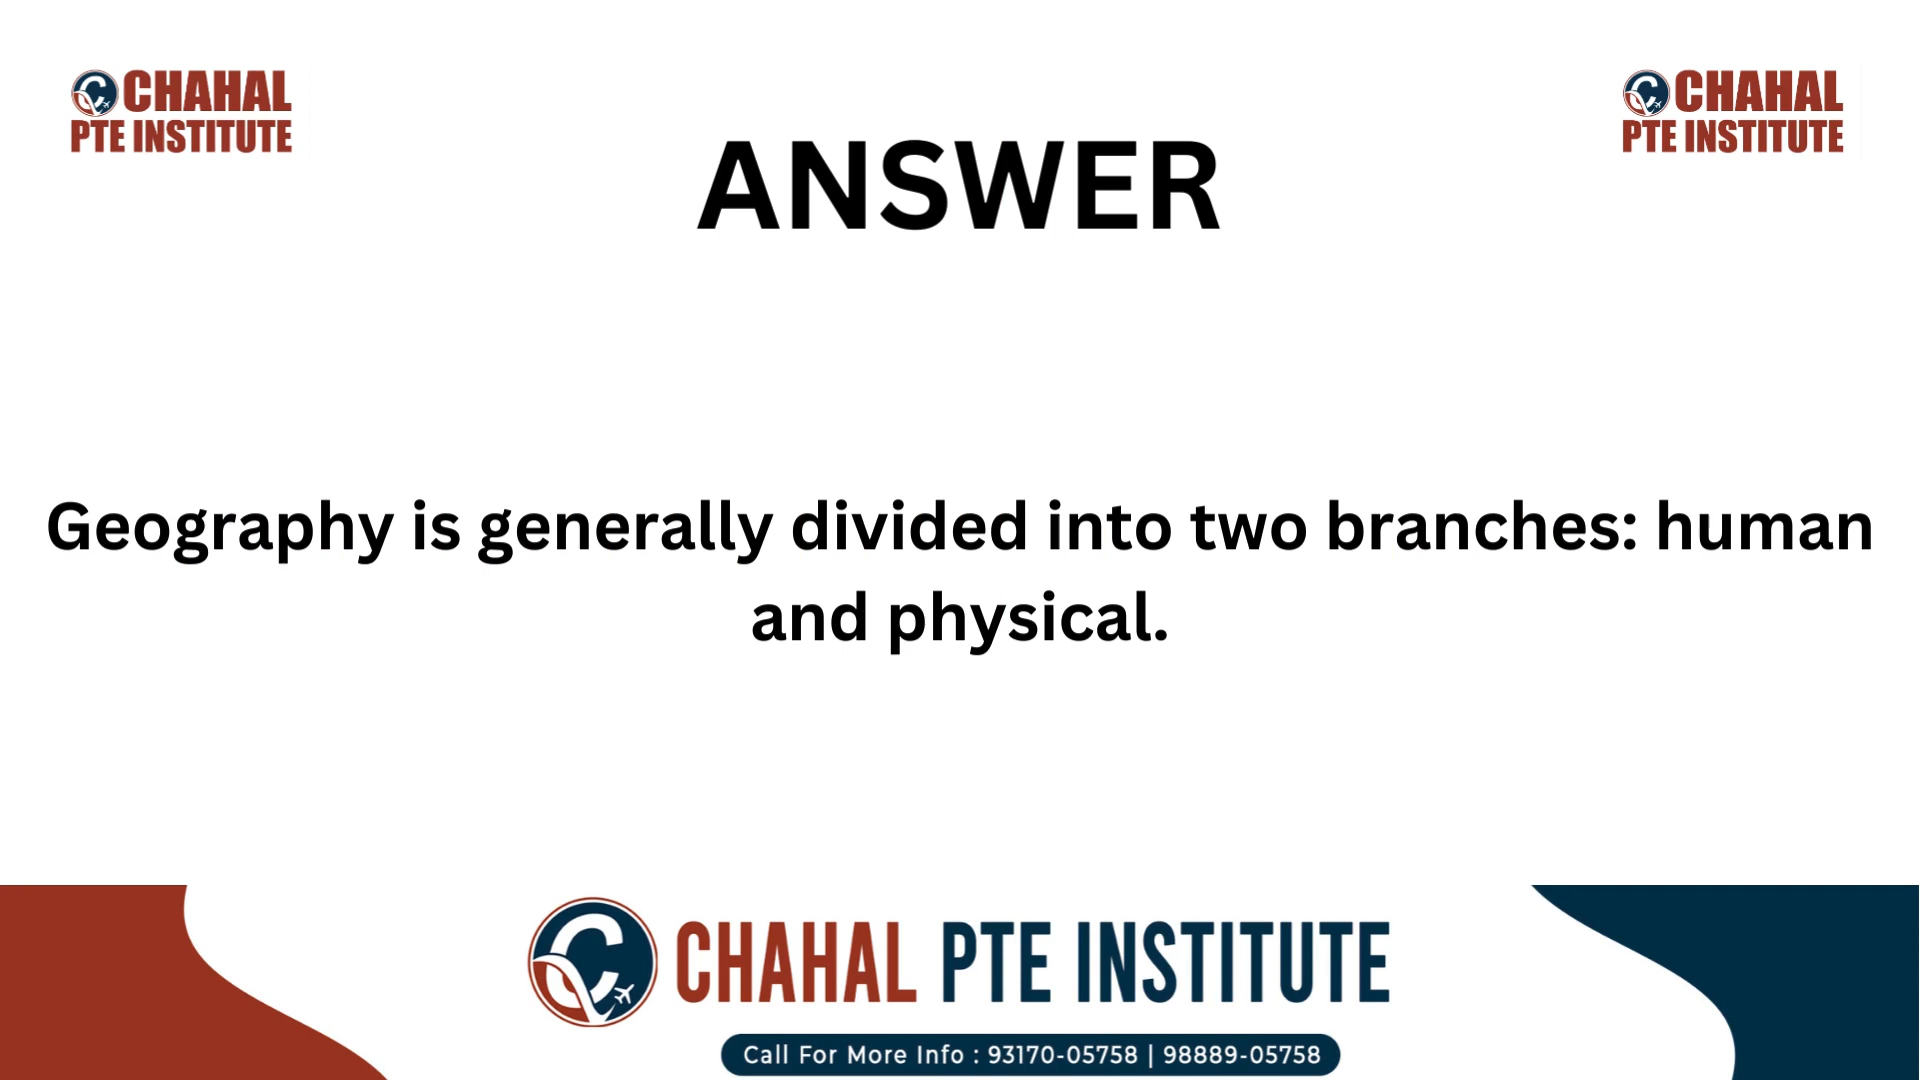 CHAHAL
PTE INSTITUTE
CHAHAL
PTE INSTITUTE
ANSWER
Geography is generally divided into two branches: human
and physical.
CHAHAL PTE INSTITUTE
Call For More Info : 93170-05758 | 98889-05758